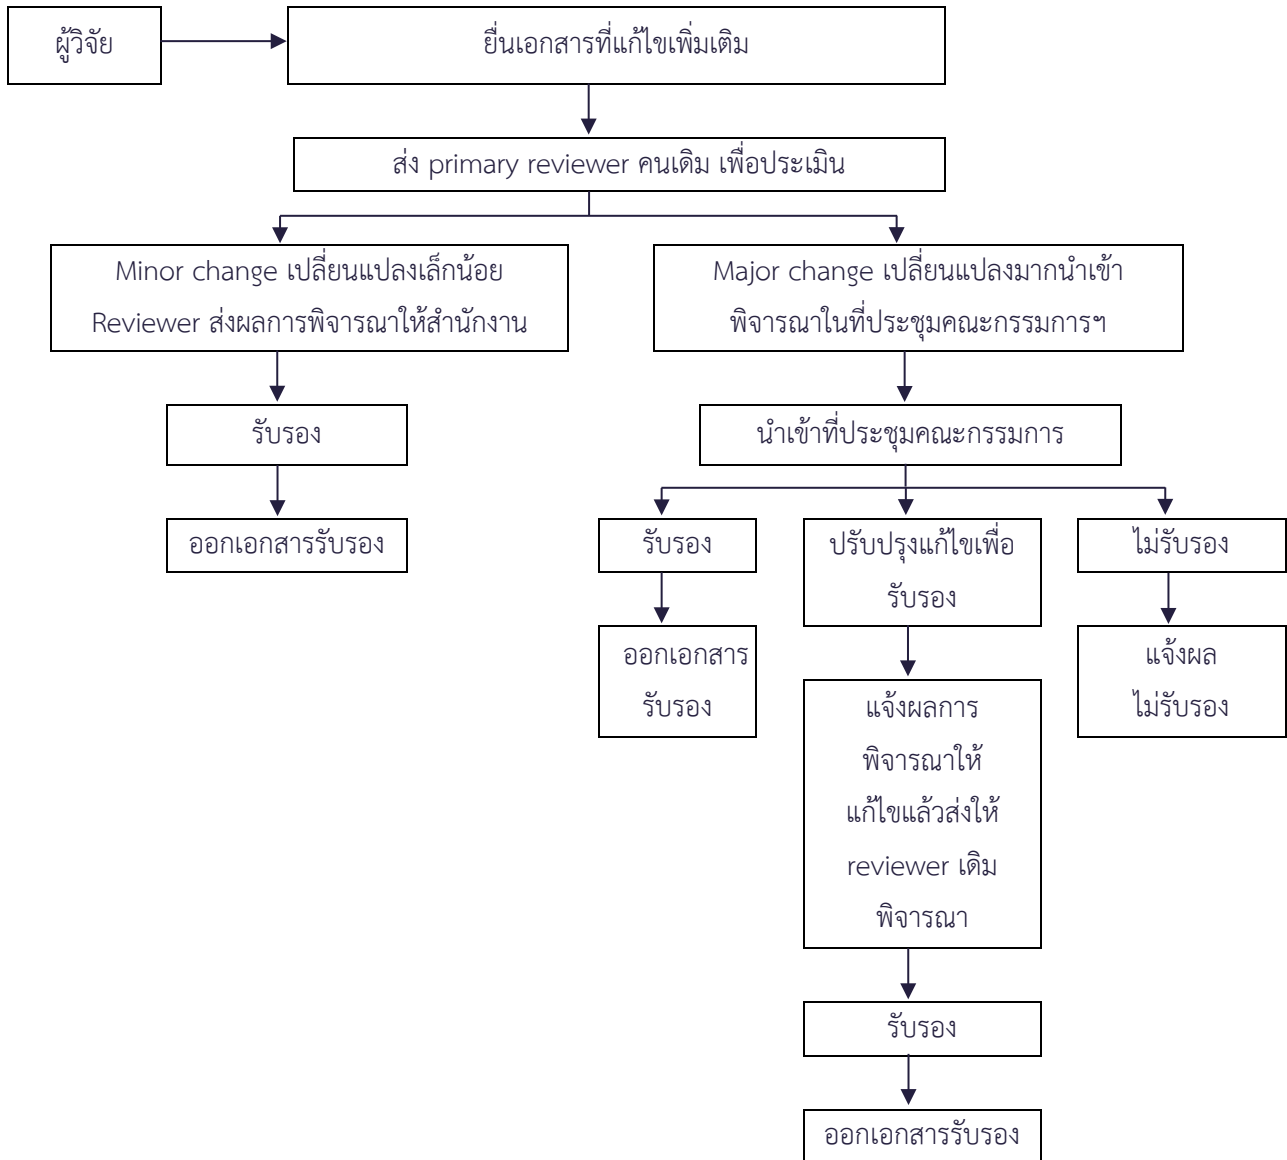 ผู้วิจัย
ยื่นเอกสารที่แก้ไขเพิ่มเติม
ส่ง primary reviewer คนเดิม เพื่อประเมิน
Minor change เปลี่ยนแปลงเล็กน้อย
Reviewer ส่งผลการพิจารณาให้สำนักงาน
Major change เปลี่ยนแปลงมากนำเข้า
พิจารณาในที่ประชุมคณะกรรมการฯ
รับรอง
นำเข้าที่ประชุมคณะกรรมการ
ออกเอกสารรับรอง
รับรอง
ปรับปรุงแก้ไขเพื่อ
รับรอง
ไม่รับรอง
ออกเอกสาร
รับรอง
แจ้งผล
ไม่รับรอง
แจ้งผลการ
พิจารณาให้
แก้ไขแล้วส่งให้
reviewer เดิม
พิจารณา
รับรอง
ออกเอกสารรับรอง